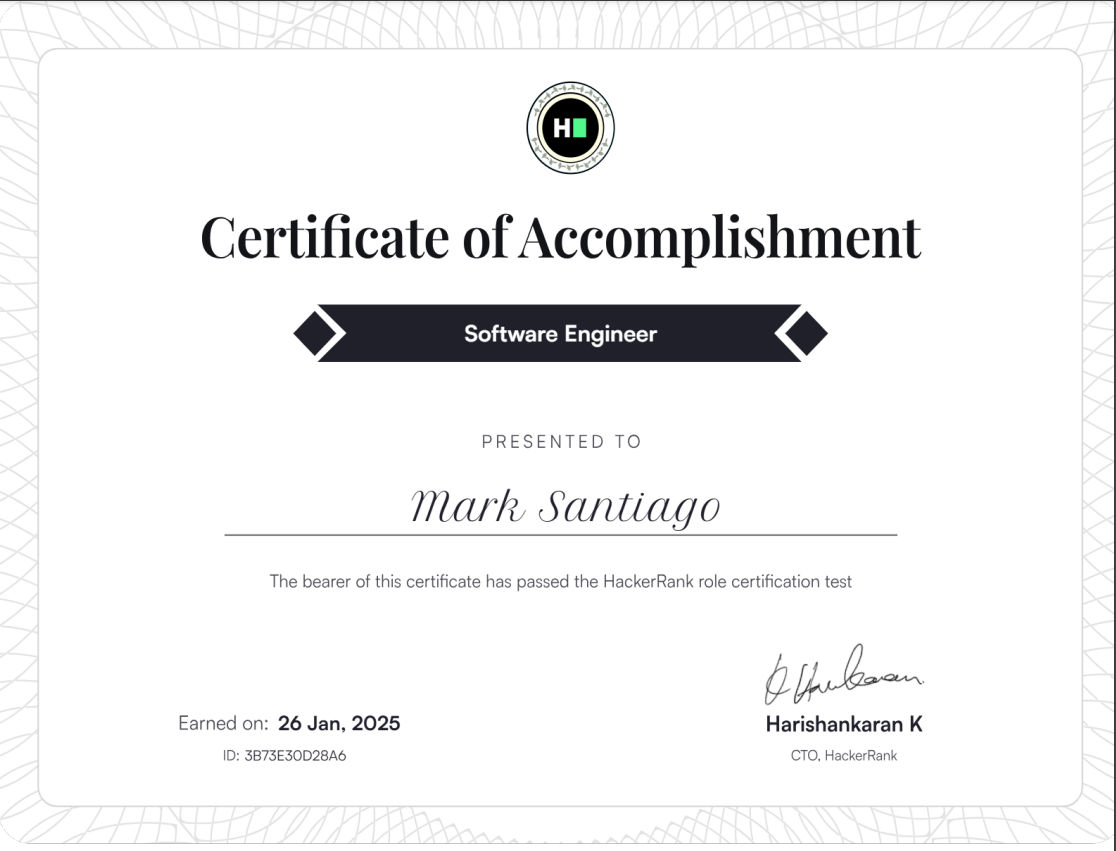 H
Certificate of Accomplishment
Software Engineer
PRESENTED TO
Mark Santiago
The bearer of this certificate has passed the HackerRank role certification test
Earned on: 26 Jan, 2025
ID: 3B73E30D28A6
Harishankaran K
CTO, HackerRank